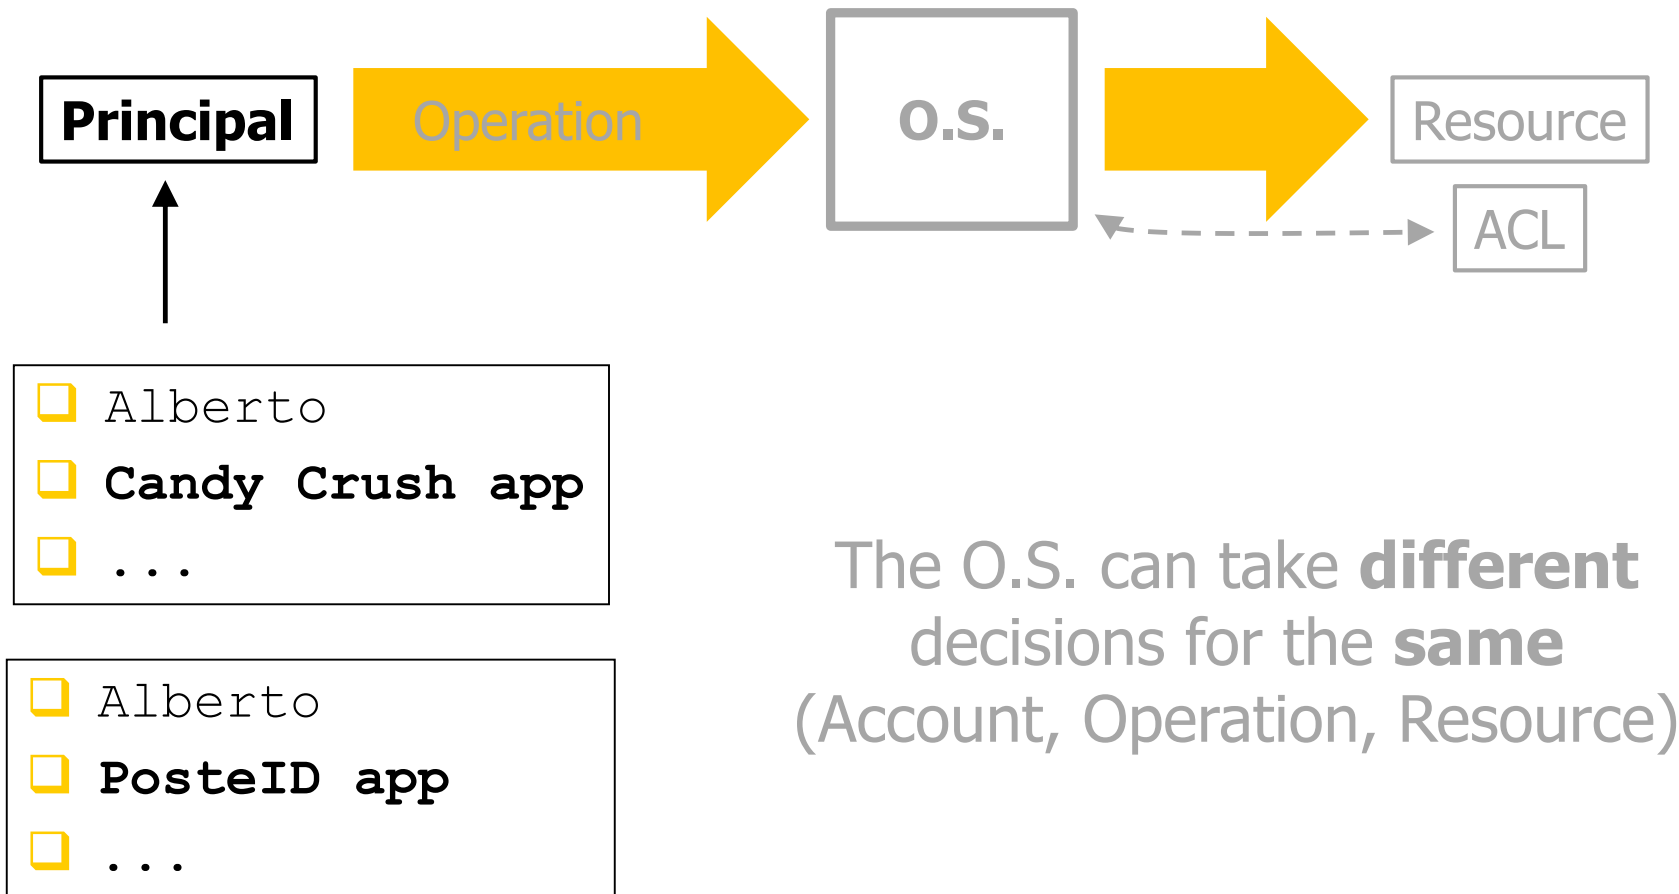 Principal
Operation
O.S.
Resource
ACL
Alberto
Candy Crush app
...
Alberto
PosteID app
...
The O.S. can take different
decisions for the same
(Account, Operation, Resource)